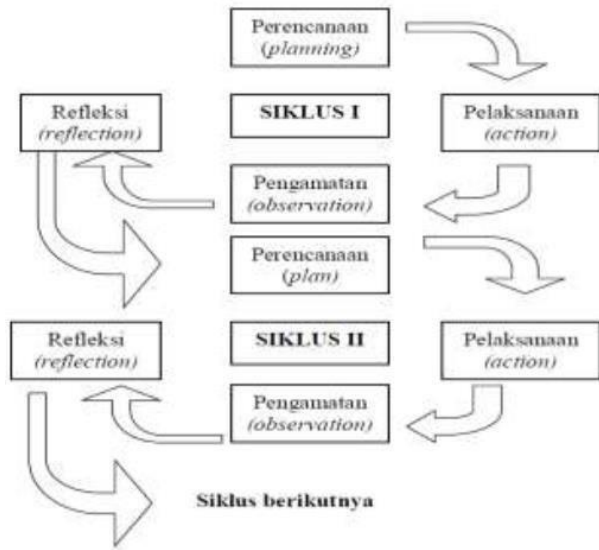 Perencanaan
(planning)
Refleksi
(reflection)
SIKLUS I
Pelaksanaan
(action)
Pengamatan
(observation)
Perencanaan
(plan)
Refleksi
(reflection)
SIKLUS II
Pelaksanaan
(action)
Pengamatan
(observation)
Siklus berikutnya